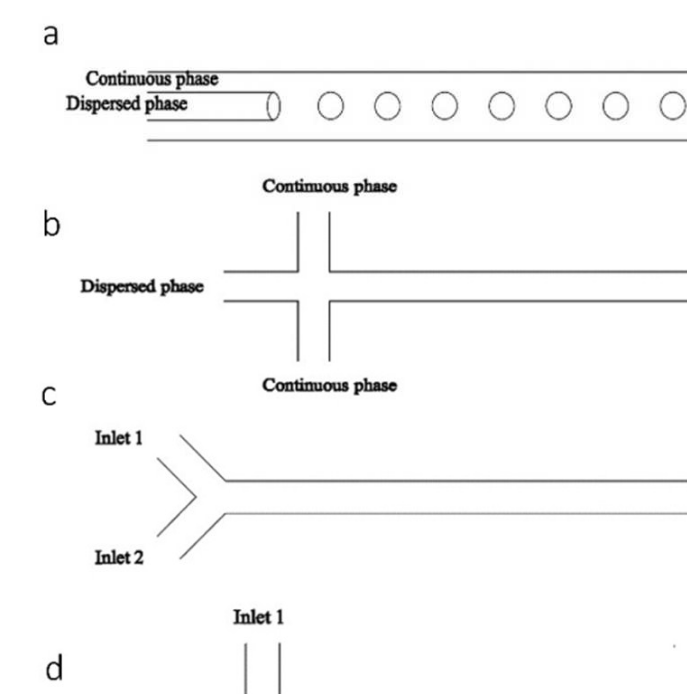 a
Continuous phase
Dispersed phase
Continuous phase
b
Dispersed phase
Continuous phase
c
Inlet 1
Inlet 2
Inlet 1
d